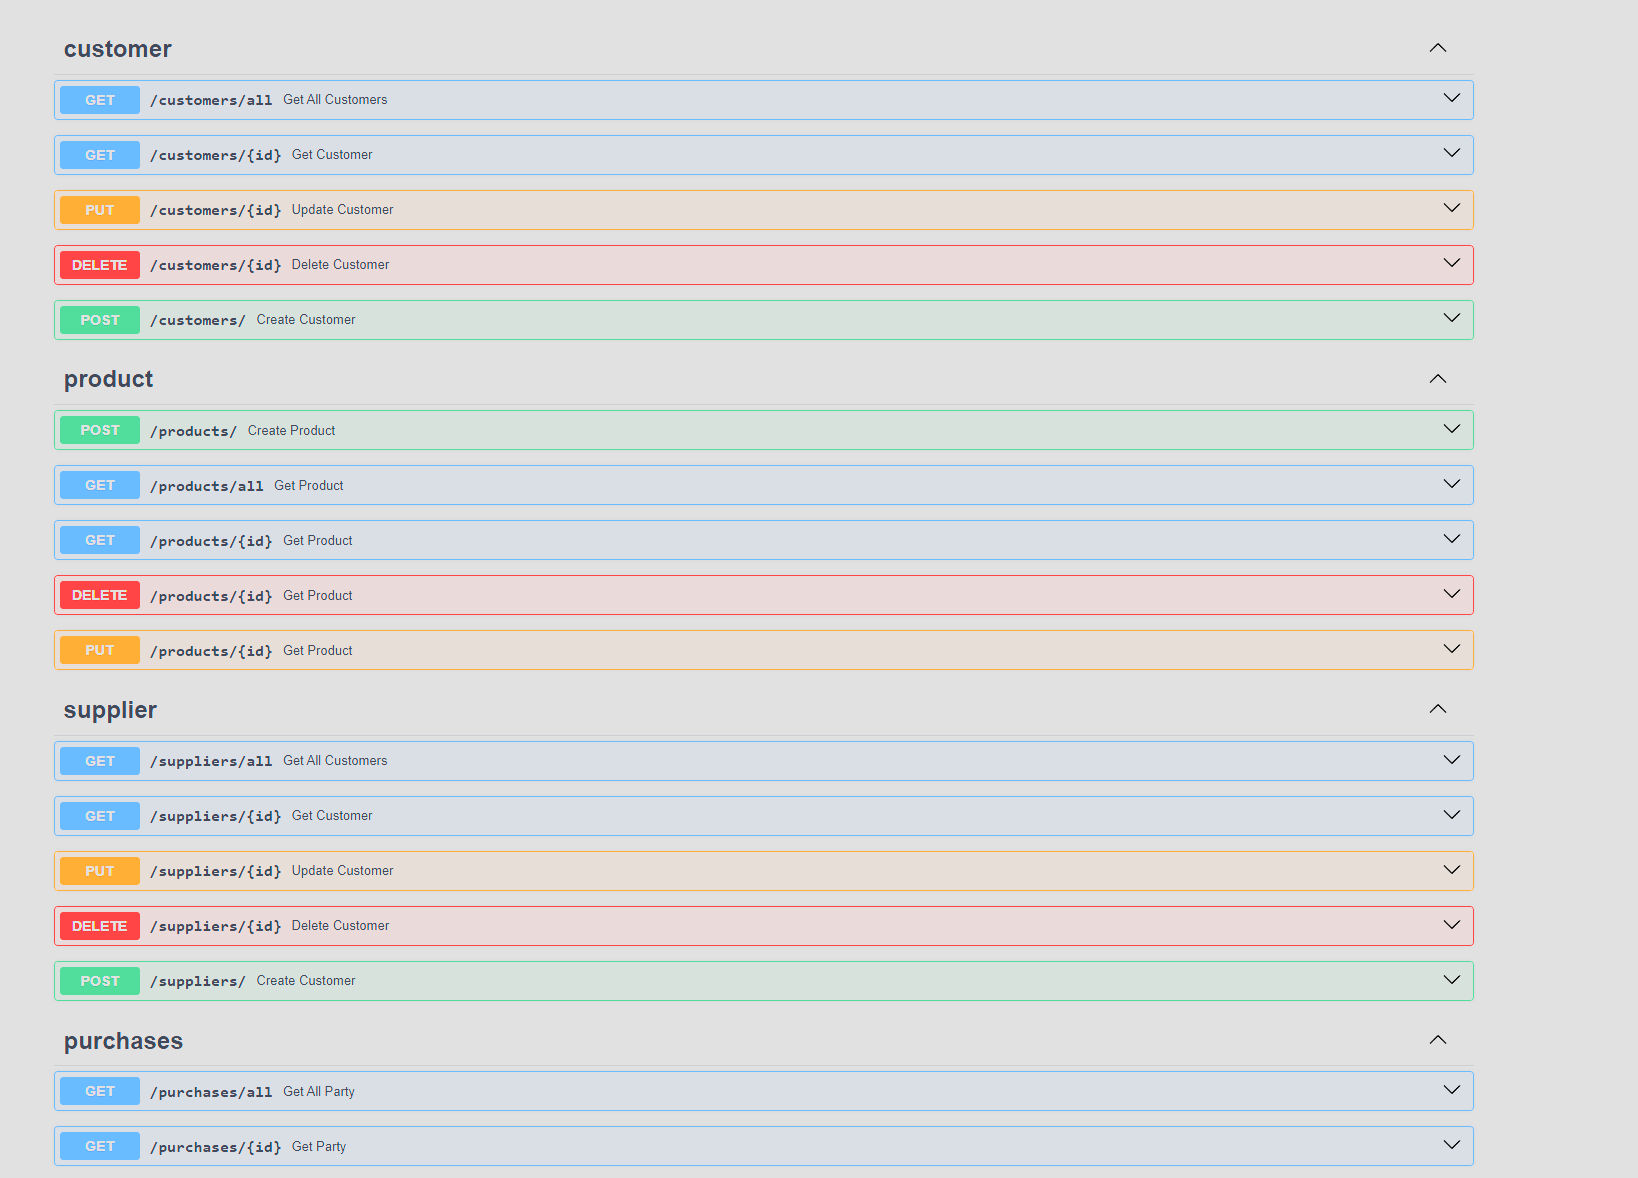 customer
GET /customers/all Get All Customers
GET /customers/{id} Get Customer
PUT /customers/{id} Update Customer
DELETE /customers/{id} Delete Customer
POST /customers/ Create Customer
product
POST /products/ Create Product
GET /products/all Get Product
GET /products/{id} Get Product
DELETE /products/{id} Get Product
PUT /products/{id} Get Product
supplier
GET /suppliers/all Get All Customers
GET /suppliers/{id} Get Customer
PUT /suppliers/{id} Update Customer
DELETE /suppliers/{id} Delete Customer
POST /suppliers/ Create Customer
purchases
GET /purchases/all Get All Party
GET /purchases/{id} Get Party